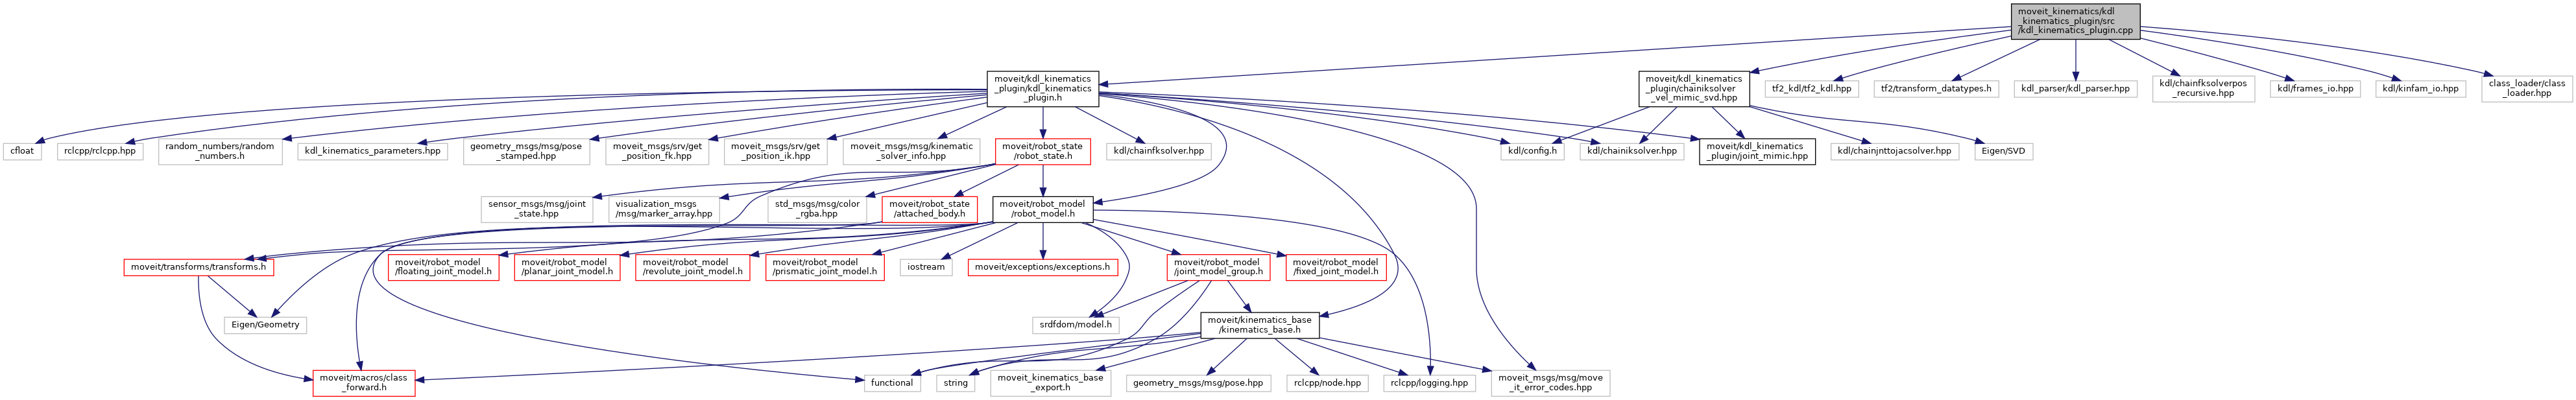 moveit_kinematics/kdl
_kinematics_plugin/src
/kdl_kinematics_plugin.cpp
moveit/kdl_kinematics
_plugin/kdl_kinematics
_plugin.h
moveit/kdl_kinematics
_plugin/chainiksolver
_vel_mimic_svd.hpp
tf2_kdl/tf2_kdl.hpp
tf2/transform_datatypes.h
kdl_parser/kdl_parser.hpp
kdl/chainfksolverpos
_recursive.hpp
kdl/frames_io.hpp
kdl/kinfam_io.hpp
class_loader/class
_loader.hpp
cfloat
rclcpp/rclcpp.hpp
random_numbers/random
_numbers.h
kdl_kinematics_parameters.hpp
geometry_msgs/msg/pose
_stamped.hpp
moveit_msgs/srv/get
_position_fk.hpp
moveit_msgs/srv/get
_position_ik.hpp
moveit_msgs/msg/kinematic
_solver_info.hpp
moveit/robot_state
/robot_state.h
kdl/chainfksolver.hpp
kdl/config.h
kdl/chainiksolver.hpp
moveit/kdl_kinematics
_plugin/joint_mimic.hpp
kdl/chainjnttojacsolver.hpp
Eigen/SVD
sensor_msgs/msg/joint
_state.hpp
visualization_msgs
/msg/marker_array.hpp
std_msgs/msg/color
_rgba.hpp
moveit/robot_state
/attached_body.h
moveit/robot_model
/robot_model.h
moveit/transforms/transforms.h
moveit/robot_model
/floating_joint_model.h
moveit/robot_model
/planar_joint_model.h
moveit/robot_model
/revolute_joint_model.h
moveit/robot_model
/prismatic_joint_model.h
iostream
moveit/exceptions/exceptions.h
moveit/robot_model
/joint_model_group.h
moveit/robot_model
/fixed_joint_model.h
Eigen/Geometry
srdfdom/model.h
moveit/kinematics_base
/kinematics_base.h
moveit/macros/class
_forward.h
functional
string
moveit_kinematics_base
_export.h
geometry_msgs/msg/pose.hpp
rclcpp/node.hpp
rclcpp/logging.hpp
moveit_msgs/msg/move
_it_error_codes.hpp